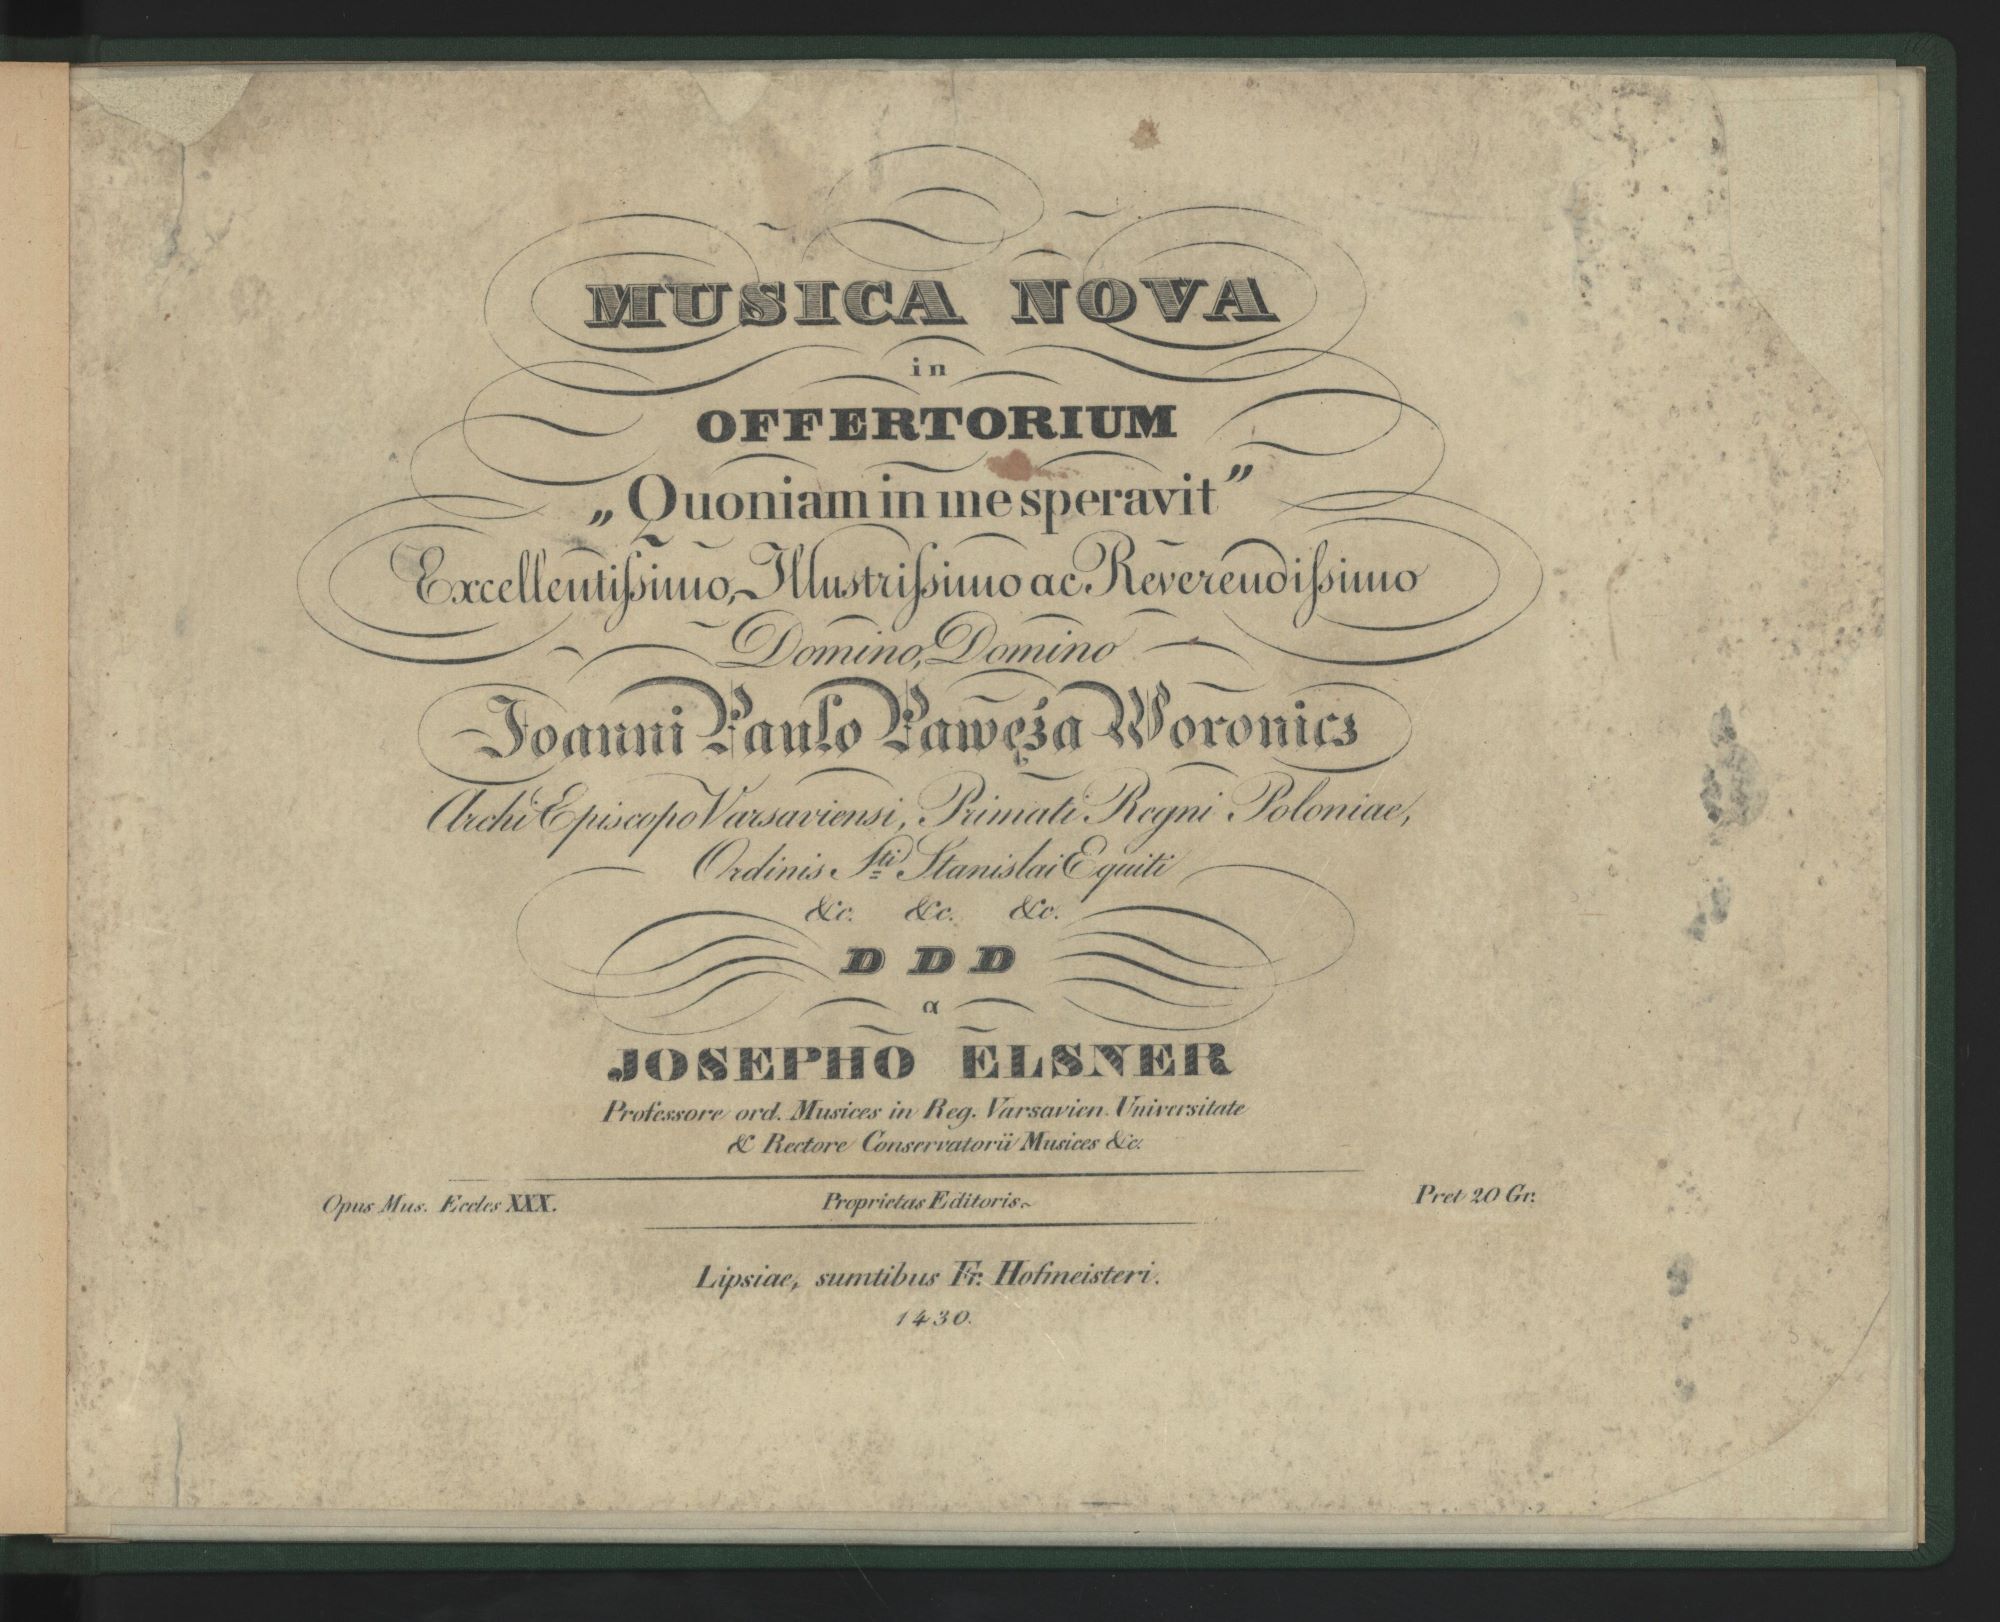 MUSICA NOVA
in
OFFERTORIUM
„Quoniam in me speravit”
Excellentiſsimo, Illustriſsimo ac Reverendiſsimo
Domino, Domino
Joanni Paulo Pawęża Woronicz
Archi Episcopo Varsaviensi, Primati Regni Poloniae,
Ordinis Sti Stanislai Equiti
&c. &c. &c.
D D D
a
JOSEPHO ELSNER
Professore ord. Musices in Reg. Varsavien. Universitate
& Rectore Conservatorii Musices &c.
Opus Mus. Eccles XXX. Proprietas Editoris. Pret 20 Gr.
Lipsiae, sumtibus Fr. Hofmeisteri.
1430.